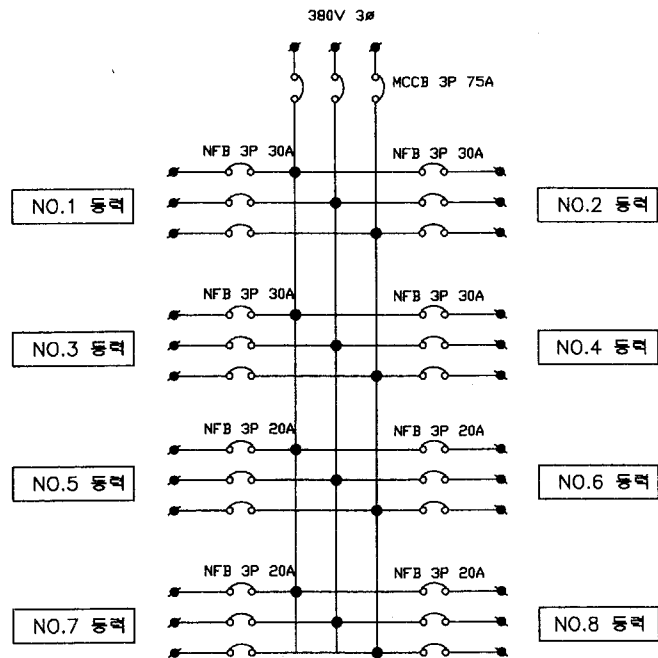 380V 3ø
MCCB 3P 75A
NFB 3P 30A
NFB 3P 30A
NO.1 동력
NO.2 동력
NFB 3P 30A
NFB 3P 30A
NO.3 동력
NO.4 동력
NFB 3P 20A
NFB 3P 20A
NO.5 동력
NO.6 동력
NFB 3P 20A
NFB 3P 20A
NO.7 동력
NO.8 동력